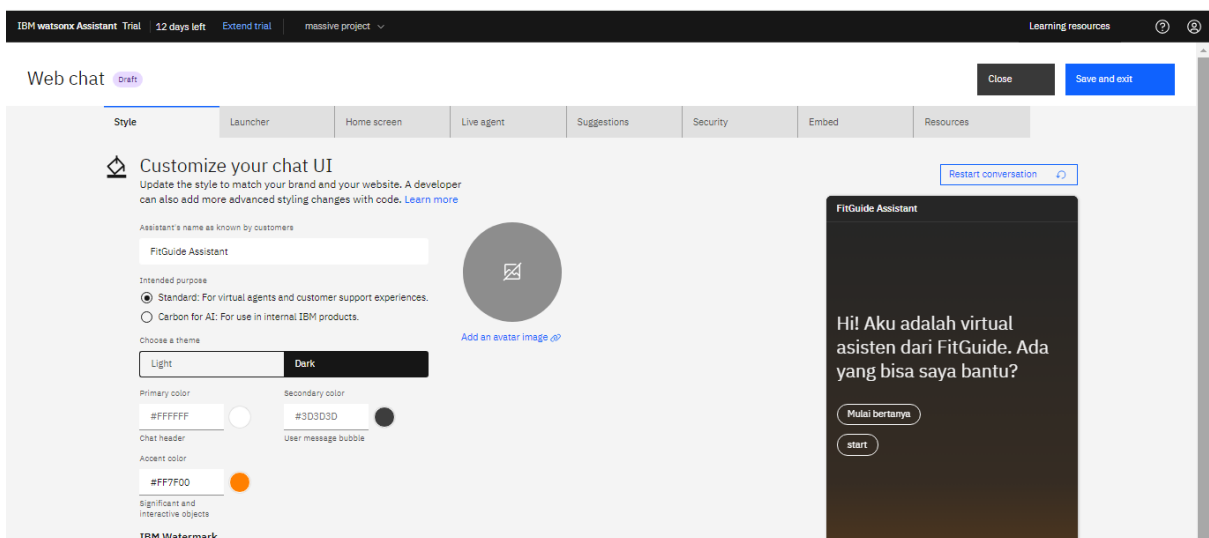 IBM watsonx Assistant Trial 12 days left Extend trial massive project Learning resources
Web chat Draft Close Save and exit
Style Launcher Home screen Live agent Suggestions Security Embed Resources
Customize your chat UI
Update the style to match your brand and your website. A developer
can also add more advanced styling changes with code. Learn more
Restart conversation
Assistant's name as known by customers
FitGuide Assistant
Intended purpose
Standard: For virtual agents and customer support experiences.
Carbon for AI: For use in internal IBM products.
Add an avatar image
Choose a theme
Light Dark
Primary color Secondary color
#FFFFFF #3D3D3D
Chat header User message bubble
Accent color
#FF7F00
Significant and
interactive objects
IBM Watermark
FitGuide Assistant
Hi! Aku adalah virtual
asisten dari FitGuide. Ada
yang bisa saya bantu?
Mulai bertanya
start